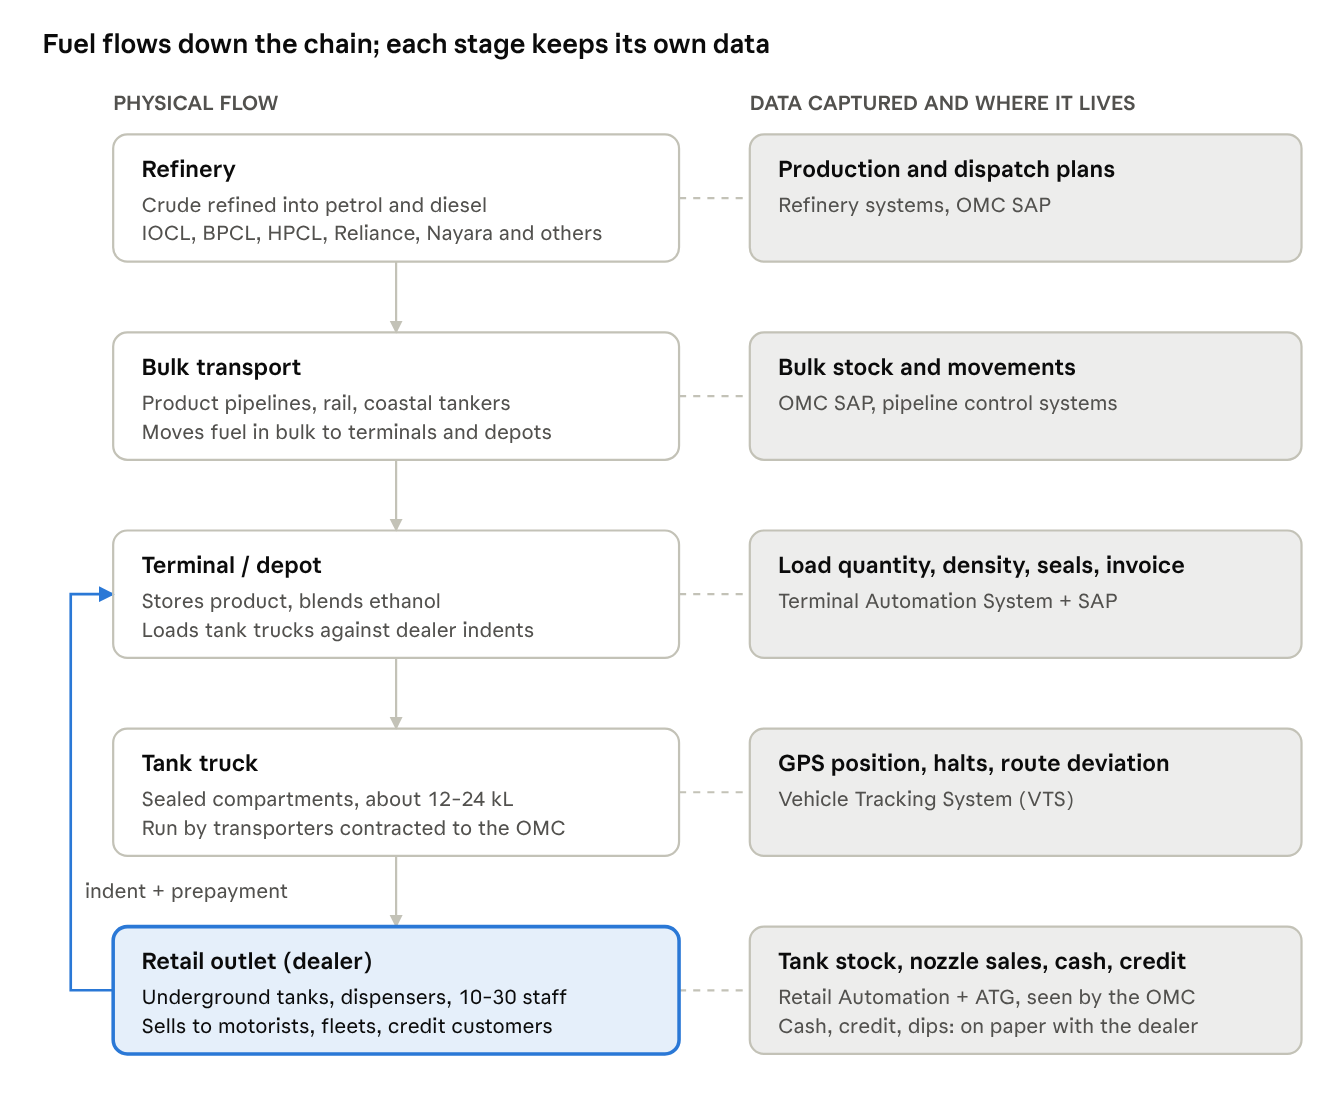 Fuel flows down the chain; each stage keeps its own data
PHYSICAL FLOW
DATA CAPTURED AND WHERE IT LIVES
Refinery
Crude refined into petrol and diesel
IOCL, BPCL, HPCL, Reliance, Nayara and others
Production and dispatch plans
Refinery systems, OMC SAP
Bulk transport
Product pipelines, rail, coastal tankers
Moves fuel in bulk to terminals and depots
Bulk stock and movements
OMC SAP, pipeline control systems
Terminal / depot
Stores product, blends ethanol
Loads tank trucks against dealer indents
Load quantity, density, seals, invoice
Terminal Automation System + SAP
Tank truck
Sealed compartments, about 12–24 kL
Run by transporters contracted to the OMC
GPS position, halts, route deviation
Vehicle Tracking System (VTS)
indent + prepayment
Retail outlet (dealer)
Underground tanks, dispensers, 10–30 staff
Sells to motorists, fleets, credit customers
Tank stock, nozzle sales, cash, credit
Retail Automation + ATG, seen by the OMC
Cash, credit, dips: on paper with the dealer